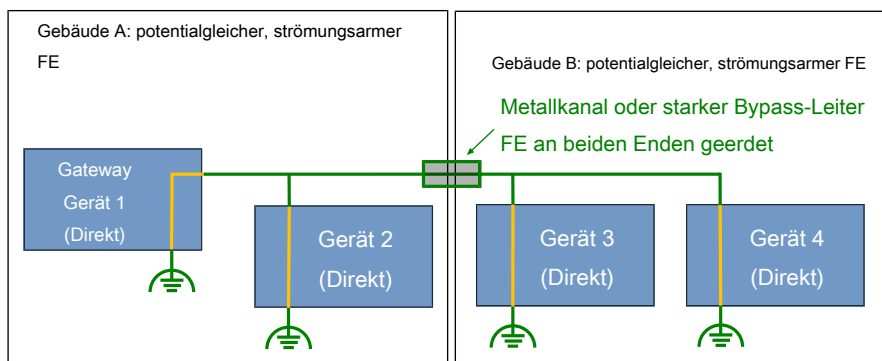 Gebäude A: potentialgleicher, strömungsarmer
FE
Gebäude B: potentialgleicher, strömungsarmer FE
Metallkanal oder starker Bypass-Leiter
FE an beiden Enden geerdet
Gateway
Gerät 1
(Direkt)
Gerät 2
(Direkt)
Gerät 3
(Direkt)
Gerät 4
(Direkt)